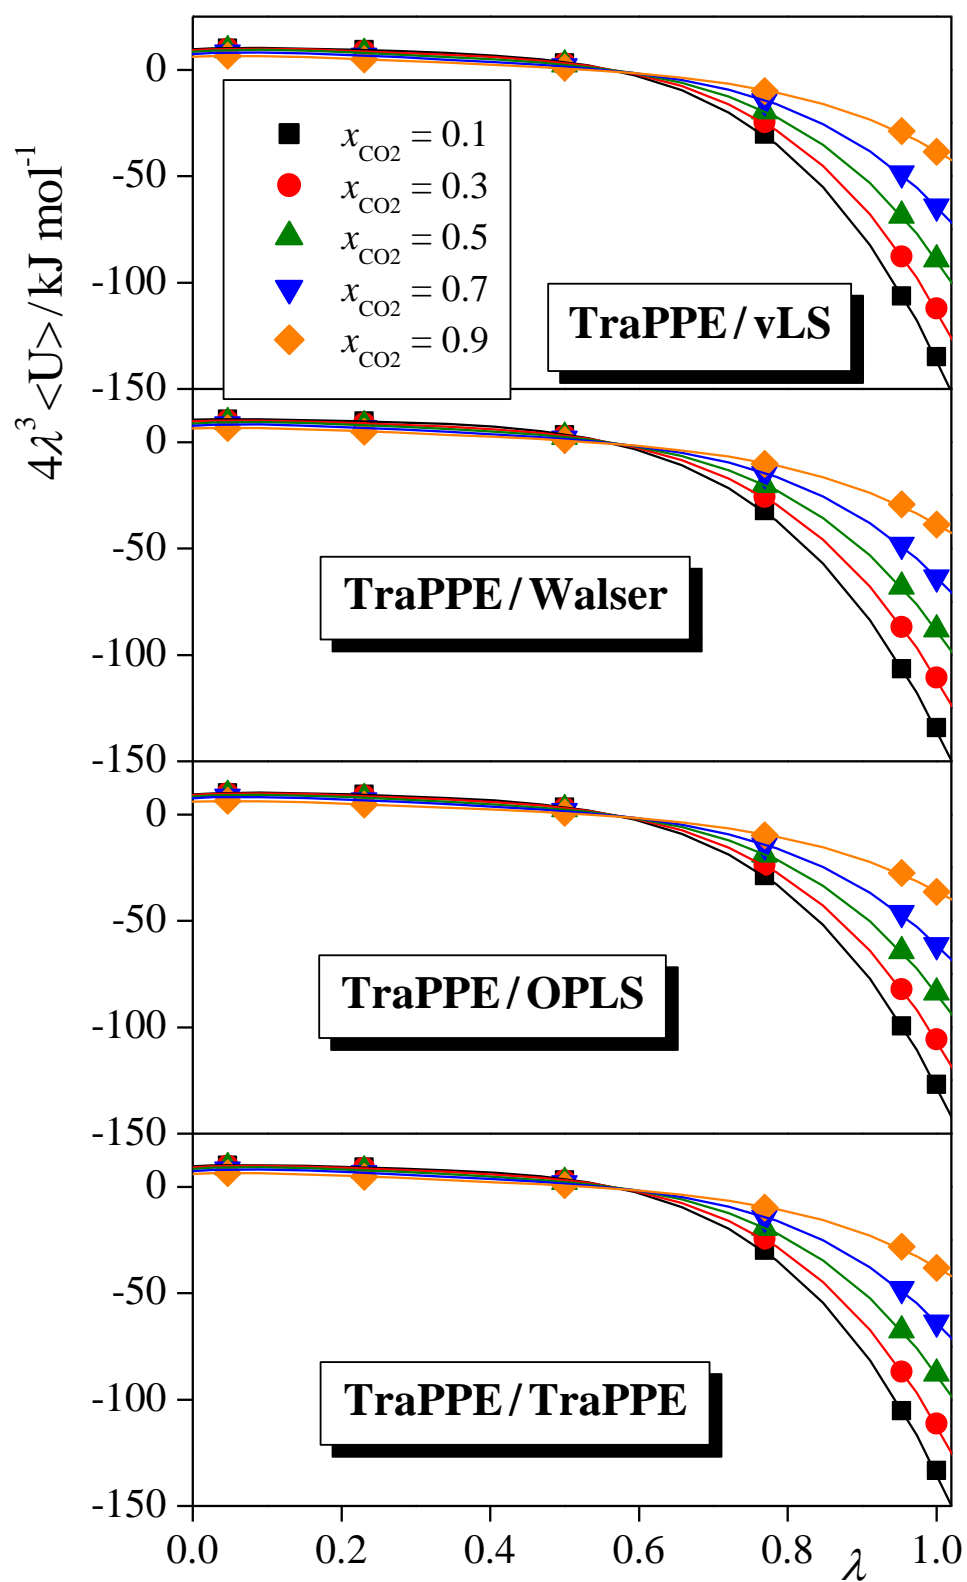 4λ³ <U>/kJ mol⁻¹
0
-50
-100
-150
x_CO2 = 0.1
x_CO2 = 0.3
x_CO2 = 0.5
x_CO2 = 0.7
x_CO2 = 0.9
TraPPE/vLS
0
-50
-100
-150
TraPPE/Walser
0
-50
-100
-150
TraPPE/OPLS
0
-50
-100
-150
TraPPE/TraPPE
0.0 0.2 0.4 0.6 0.8 1.0
λ